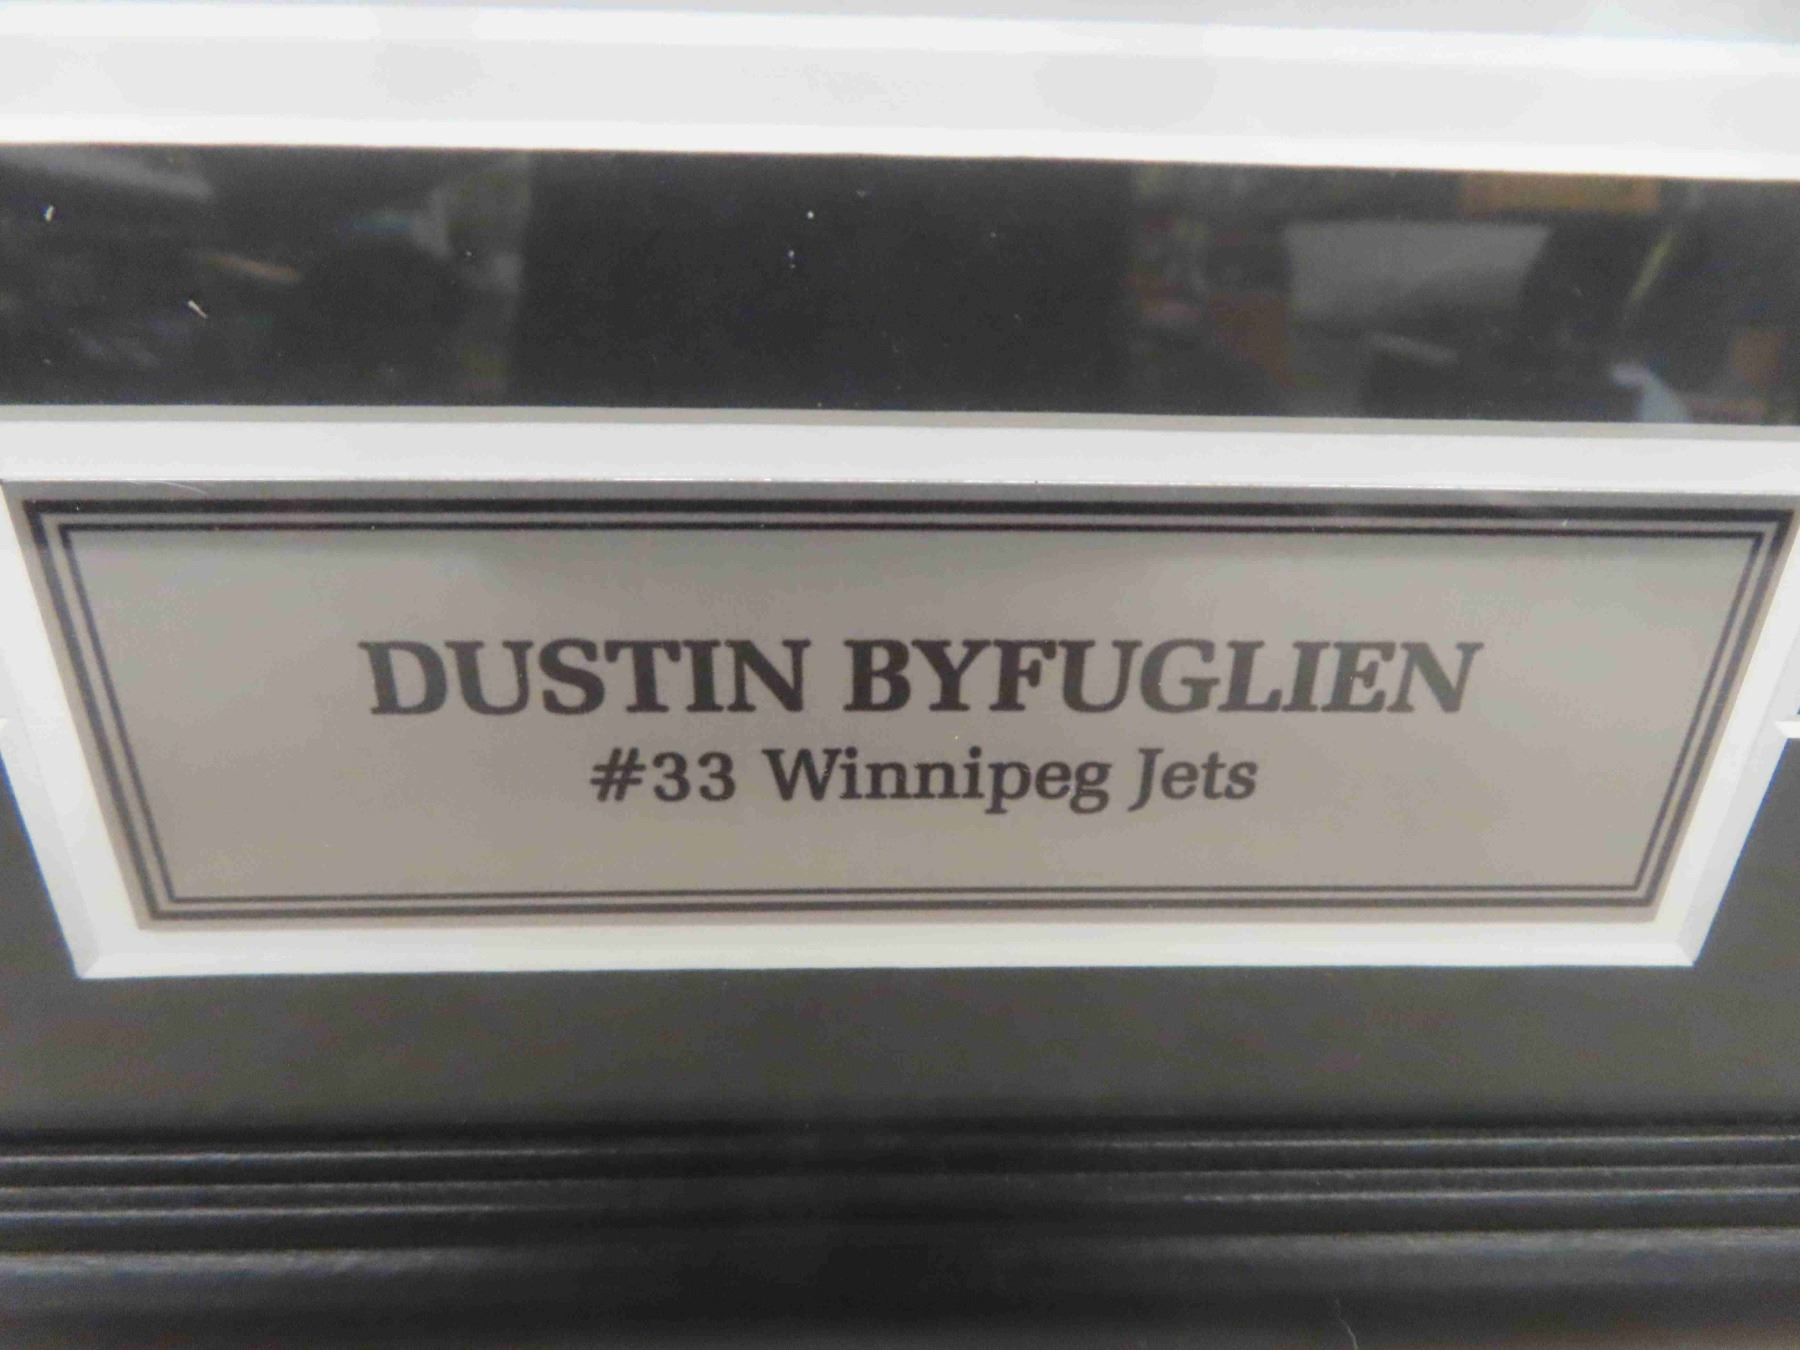 DUSTIN BYFUGLIEN
#33 Winnipeg Jets